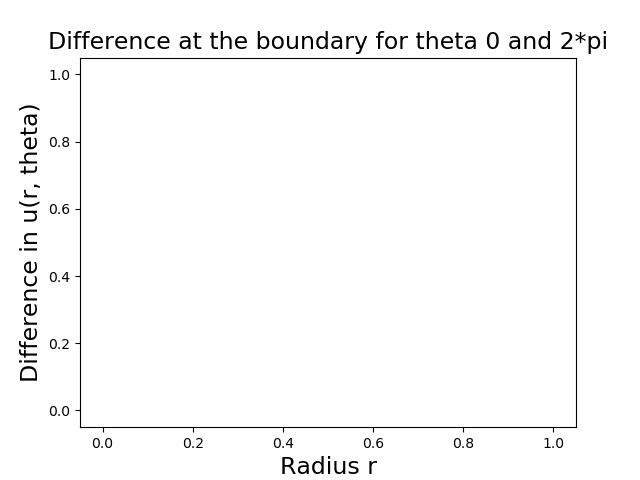 Difference at the boundary for theta 0 and 2*pi
Difference in u(r, theta)
1.0
0.8
0.6
0.4
0.2
0.0
0.0 0.2 0.4 0.6 0.8 1.0
Radius r